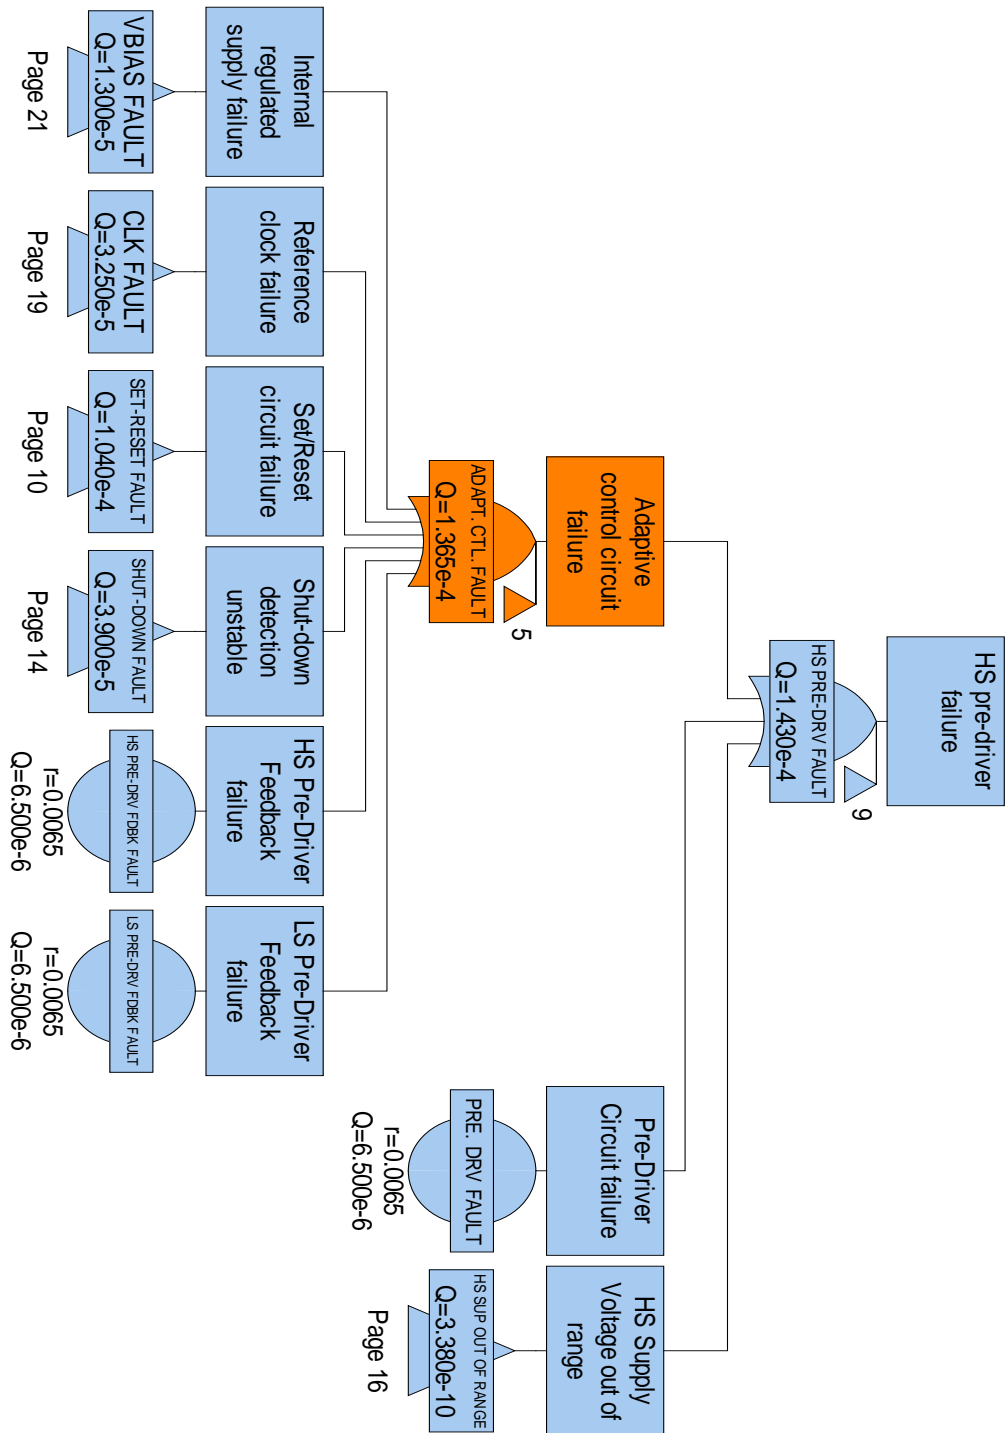 HS pre-driver
failure
HS PRE-DRV FAULT
Q=1.430e-4
9
Adaptive
control circuit
failure
ADAPT. CTL. FAULT
Q=1.365e-4
5
Pre-Driver
Circuit failure
PRE. DRV FAULT
r=0.0065
Q=6.500e-6
HS Supply
Voltage out of
range
HS SUP OUT OF RANGE
Q=3.380e-10
Page 16
Internal
regulated
supply failure
VBIAS FAULT
Q=1.300e-5
Page 21
Reference
clock failure
CLK FAULT
Q=3.250e-5
Page 19
Set/Reset
circuit failure
SET-RESET FAULT
Q=1.040e-4
Page 10
Shut-down
detection
unstable
SHUT-DOWN FAULT
Q=3.900e-5
Page 14
HS Pre-Driver
Feedback
failure
HS PRE-DRV FDBK FAULT
r=0.0065
Q=6.500e-6
LS Pre-Driver
Feedback
failure
LS PRE-DRV FDBK FAULT
r=0.0065
Q=6.500e-6